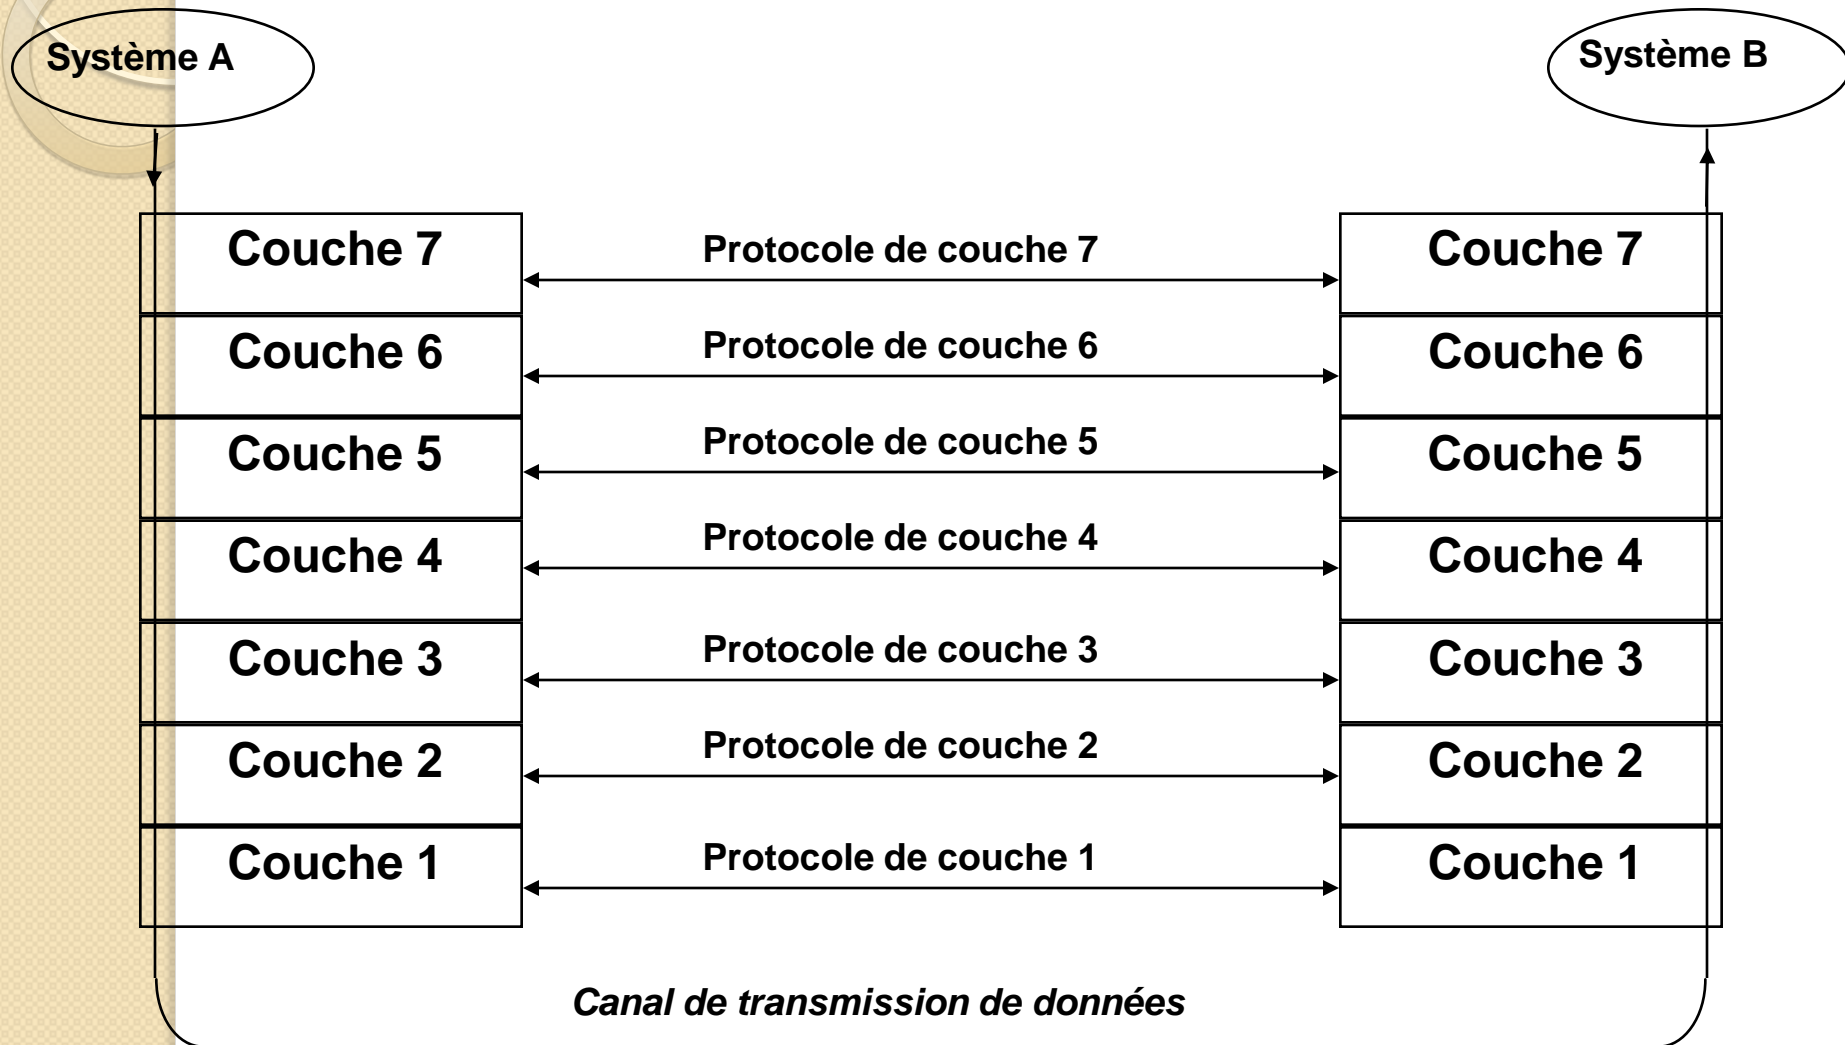 Système A
Système B
Couche 7
Protocole de couche 7
Couche 7
Couche 6
Protocole de couche 6
Couche 6
Couche 5
Protocole de couche 5
Couche 5
Couche 4
Protocole de couche 4
Couche 4
Couche 3
Protocole de couche 3
Couche 3
Couche 2
Protocole de couche 2
Couche 2
Couche 1
Protocole de couche 1
Couche 1
Canal de transmission de données